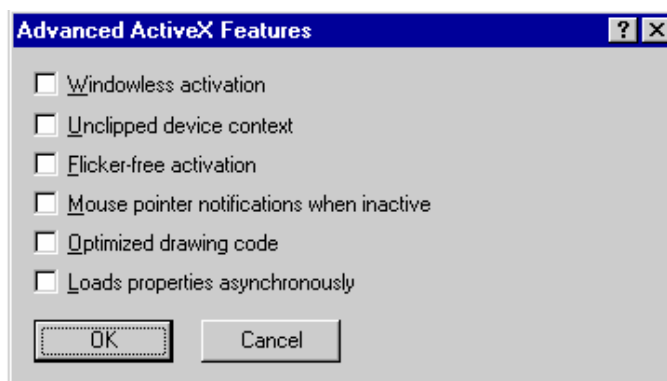 Advanced ActiveX Features
Windowless activation
Unclipped device context
Flicker-free activation
Mouse pointer notifications when inactive
Optimized drawing code
Loads properties asynchronously
OK Cancel